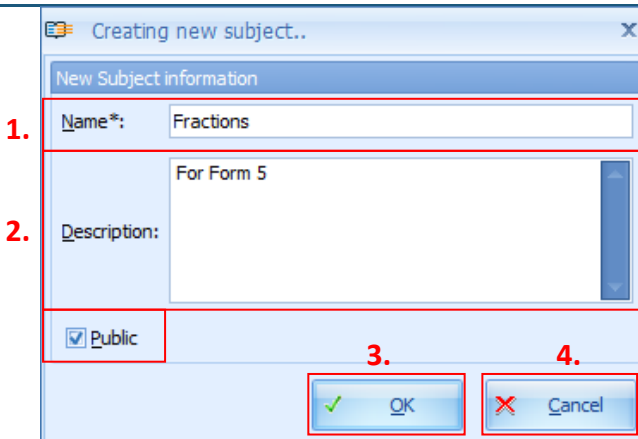 Creating new subject..
New Subject information
1. Name*: Fractions
For Form 5
2. Description:
Public
3. 4.
OK Cancel